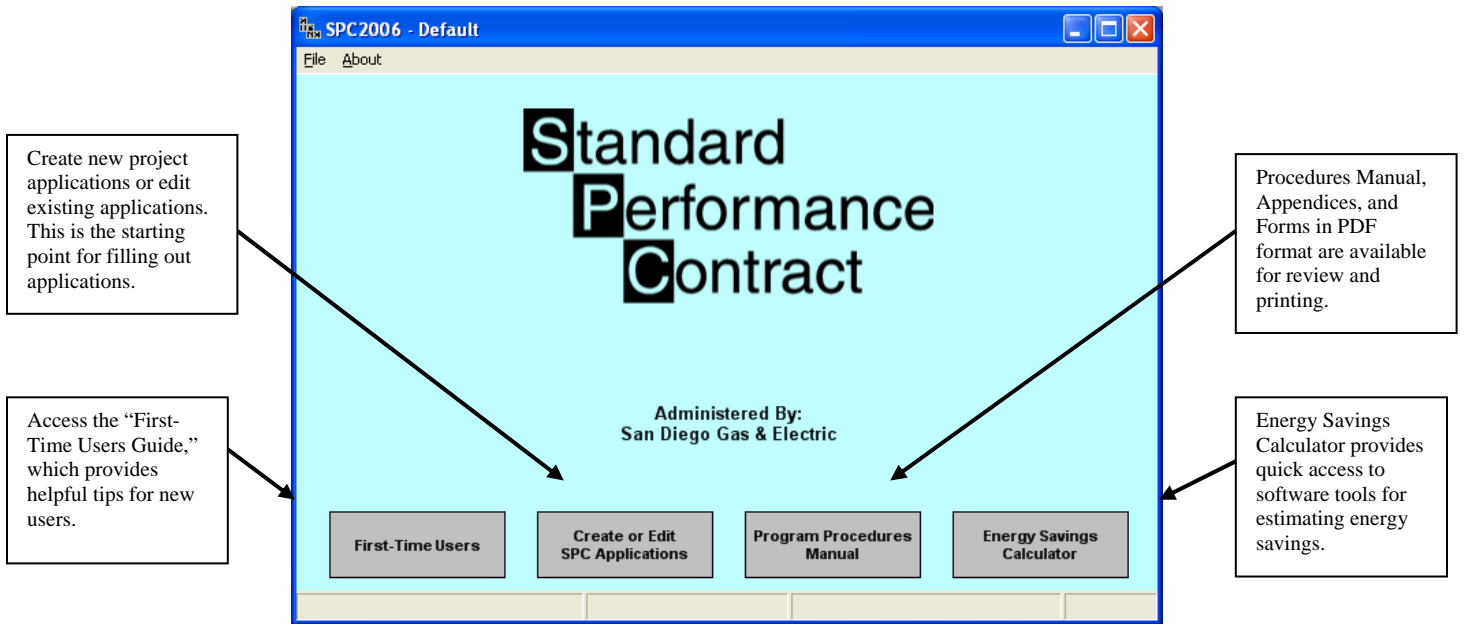 SPC2006 - Default
File About
Standard
Performance
Contract
Administered By:
San Diego Gas & Electric
First-Time Users
Create or Edit
SPC Applications
Program Procedures
Manual
Energy Savings
Calculator
Create new project
applications or edit
existing applications.
This is the starting
point for filling out
applications.
Access the “First-
Time Users Guide,”
which provides
helpful tips for new
users.
Procedures Manual,
Appendices, and
Forms in PDF
format are available
for review and
printing.
Energy Savings
Calculator provides
quick access to
software tools for
estimating energy
savings.